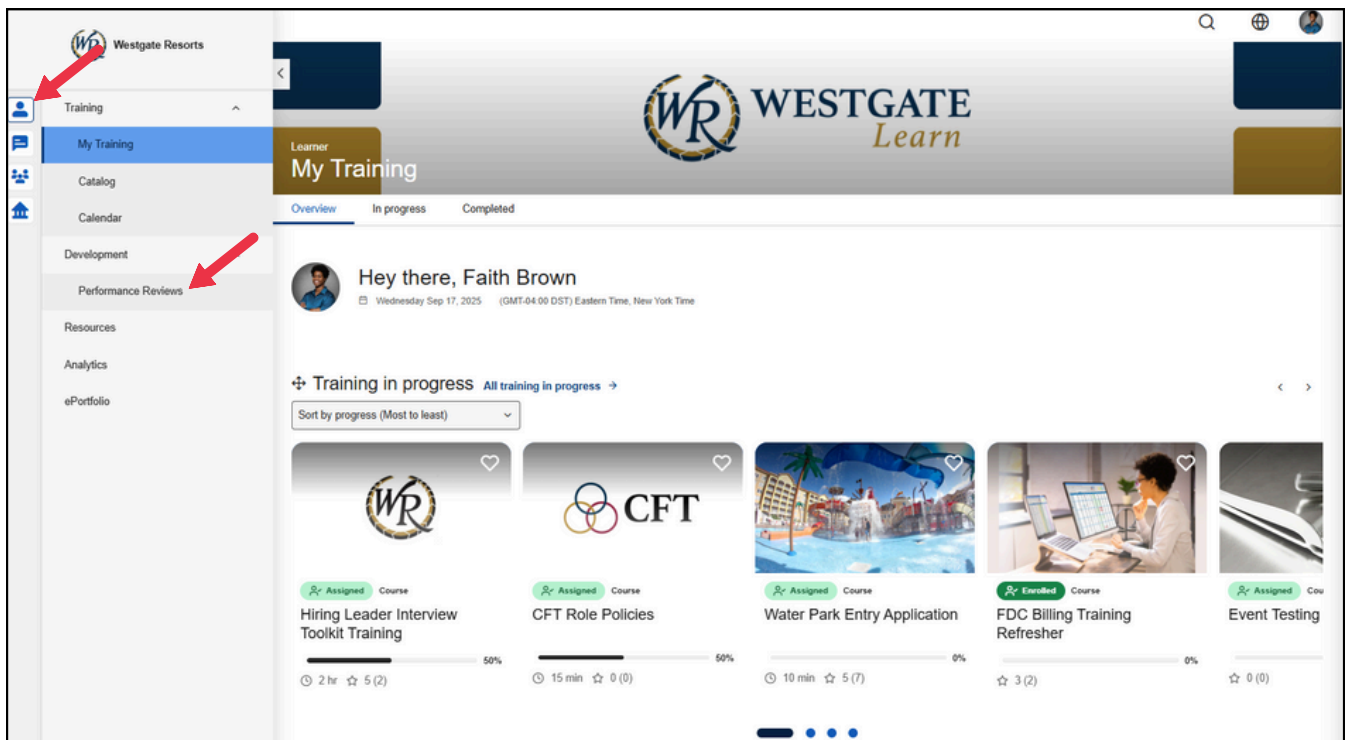 WR
Westgate Resorts
Training
My Training
Catalog
Calendar
Development
Performance Reviews
Resources
Analytics
ePortfolio
WR
WESTGATE
Learn
Learner
My Training
Overview In progress Completed
Hey there, Faith Brown
Wednesday Sep 17, 2025 (GMT-04:00 DST) Eastern Time, New York Time
Training in progress All training in progress
Sort by progress (Most to least)
WR
Assigned Course
Hiring Leader Interview
Toolkit Training
50%
2 hr 5 (2)
CFT
Assigned Course
CFT Role Policies
50%
15 min 0 (0)
Assigned Course
Water Park Entry Application
0%
10 min 5 (7)
Enrolled Course
FDC Billing Training
Refresher
0%
3 (2)
Assigned Cou
Event Testing
0 (0)